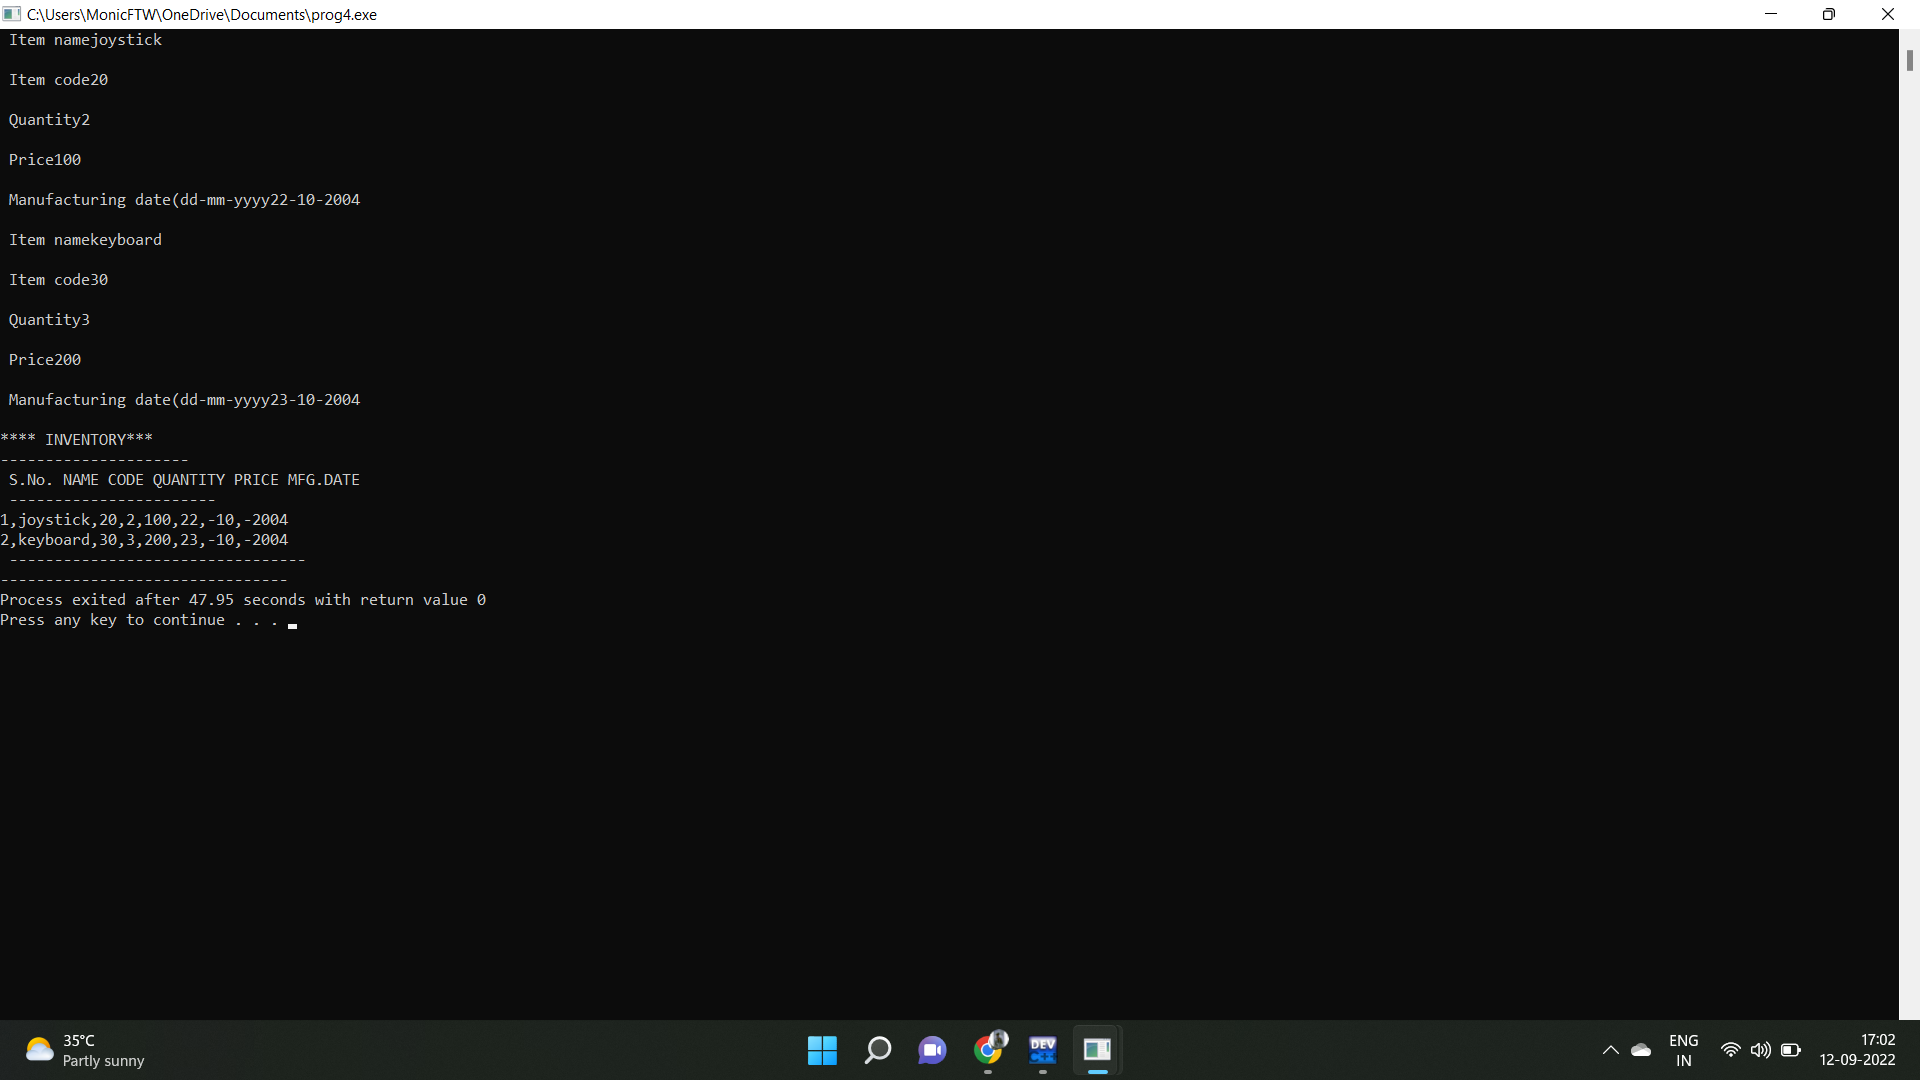 C:\Users\MonicFTW\OneDrive\Documents\prog4.exe
Item namejoystick
Item code20
Quantity2
Price100
Manufacturing date(dd-mm-yyyy22-10-2004
Item namekeyboard
Item code30
Quantity3
Price200
Manufacturing date(dd-mm-yyyy23-10-2004
**** INVENTORY***
---------------------
S.No. NAME CODE QUANTITY PRICE MFG.DATE
-----------------------
1,joystick,20,2,100,22,-10,-2004
2,keyboard,30,3,200,23,-10,-2004
---------------------------------
--------------------------------
Process exited after 47.95 seconds with return value 0
Press any key to continue . . .
35°C
Partly sunny
DEV
C++
ENG
IN
17:02
12-09-2022